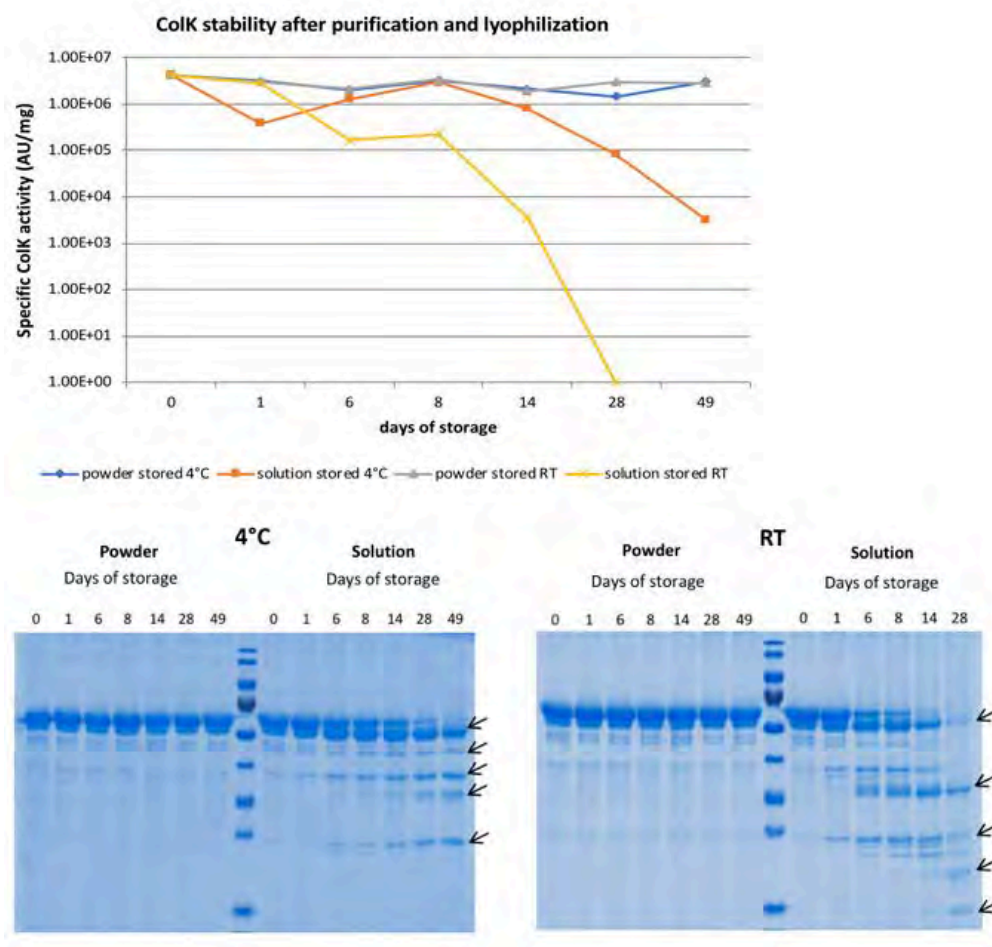 ColK stability after purification and lyophilization
Specific ColK activity (AU/mg)
1.00E+07
1.00E+06
1.00E+05
1.00E+04
1.00E+03
1.00E+02
1.00E+01
1.00E+00
0 1 6 8 14 28 49
days of storage
powder stored 4°C solution stored 4°C powder stored RT solution stored RT
4°C
Powder Solution
Days of storage Days of storage
0 1 6 8 14 28 49 0 1 6 8 14 28 49
RT
Powder Solution
Days of storage Days of storage
0 1 6 8 14 28 49 0 1 6 8 14 28